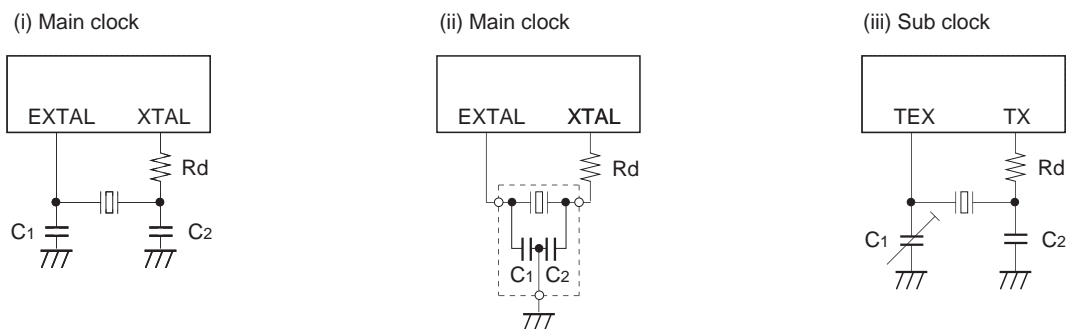 (i) Main clock
EXTAL XTAL
Rd
C1 C2
(ii) Main clock
EXTAL XTAL
Rd
C1 C2
(iii) Sub clock
TEX TX
Rd
C1 C2